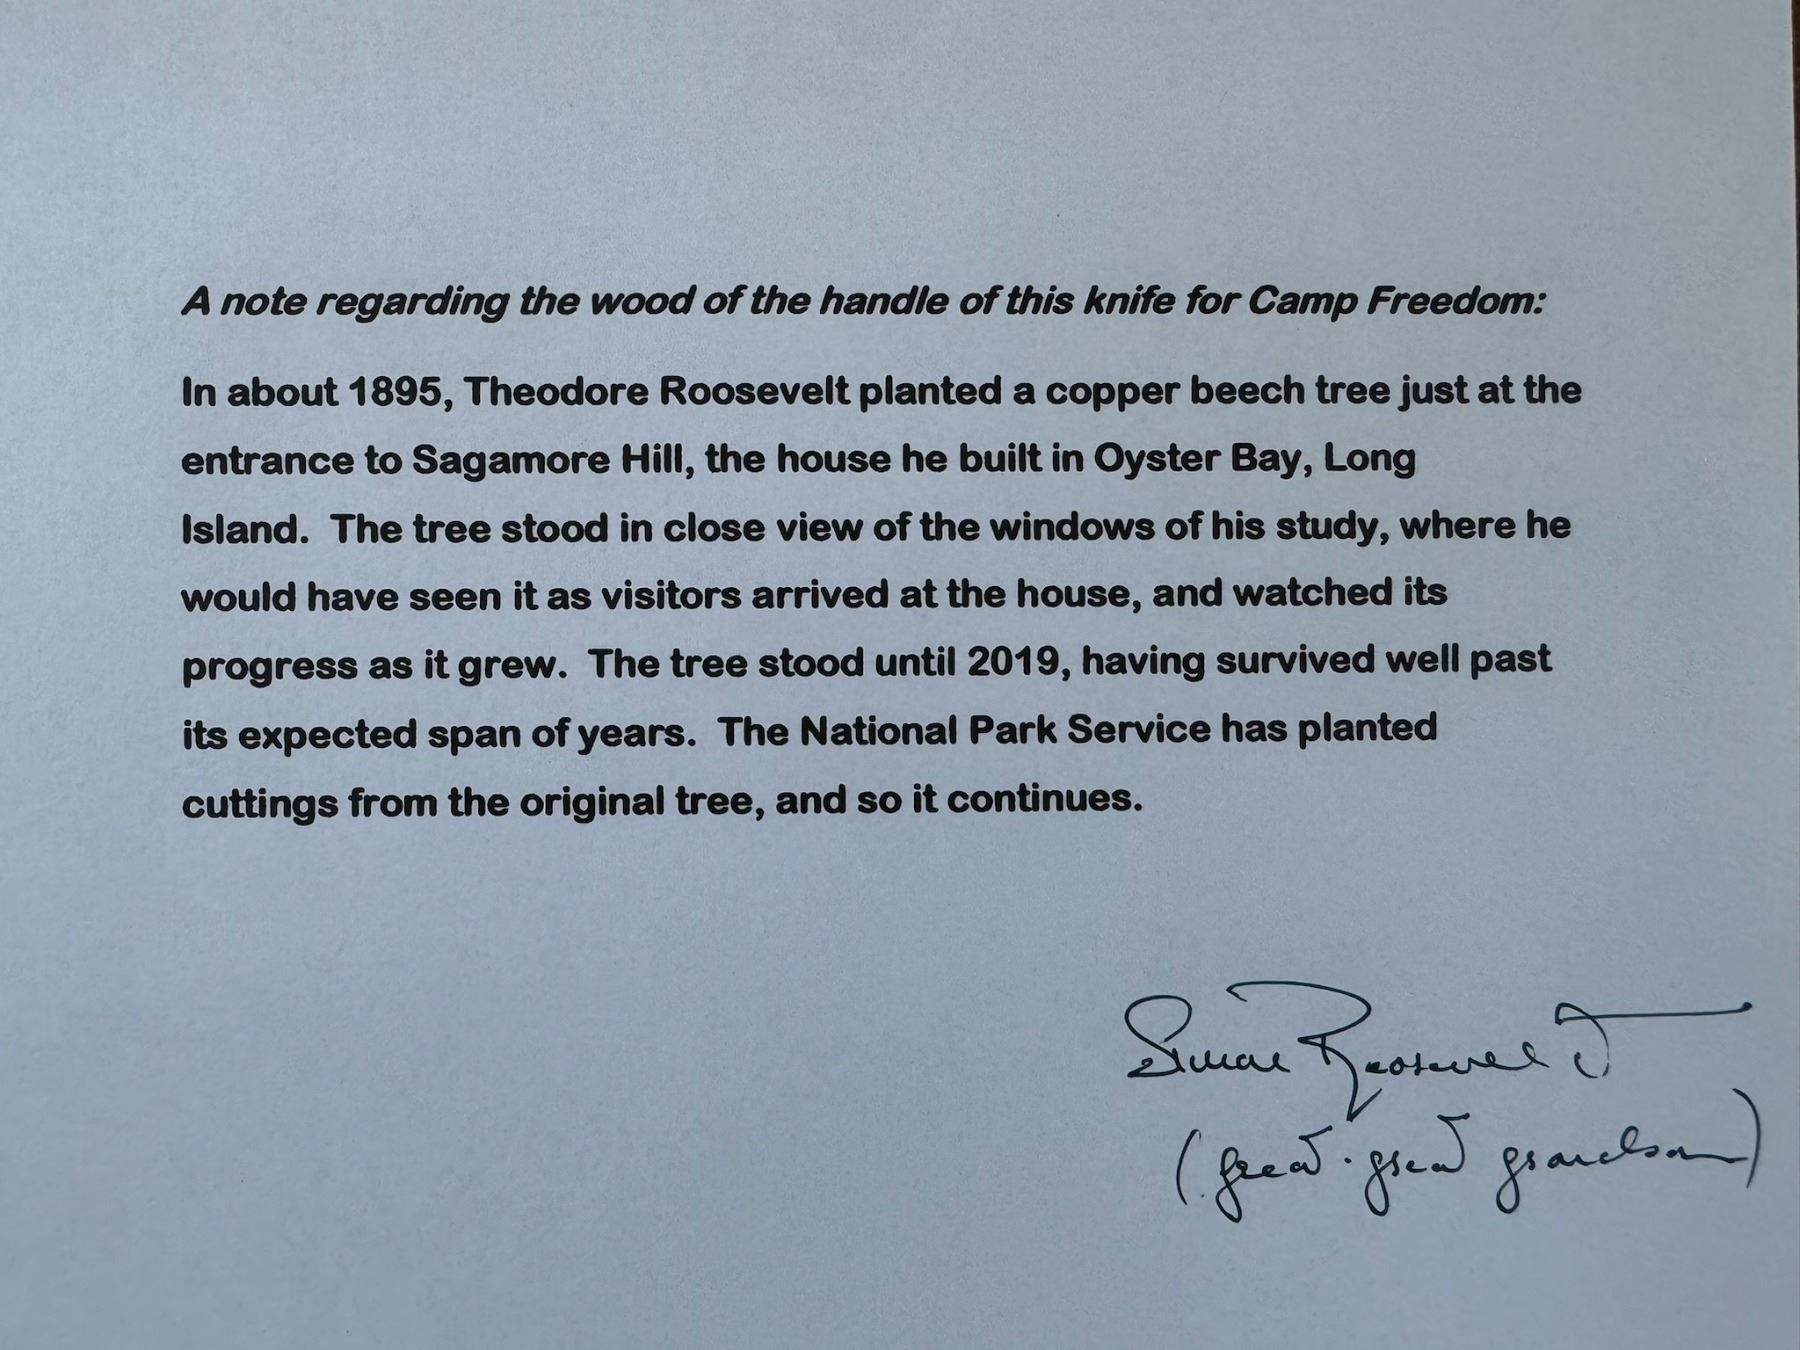 A note regarding the wood of the handle of this knife for Camp Freedom:
In about 1895, Theodore Roosevelt planted a copper beech tree just at the
entrance to Sagamore Hill, the house he built in Oyster Bay, Long
Island.  The tree stood in close view of the windows of his study, where he
would have seen it as visitors arrived at the house, and watched its
progress as it grew.  The tree stood until 2019, having survived well past
its expected span of years.  The National Park Service has planted
cuttings from the original tree, and so it continues.
Roosevelt
(great-great grandson)